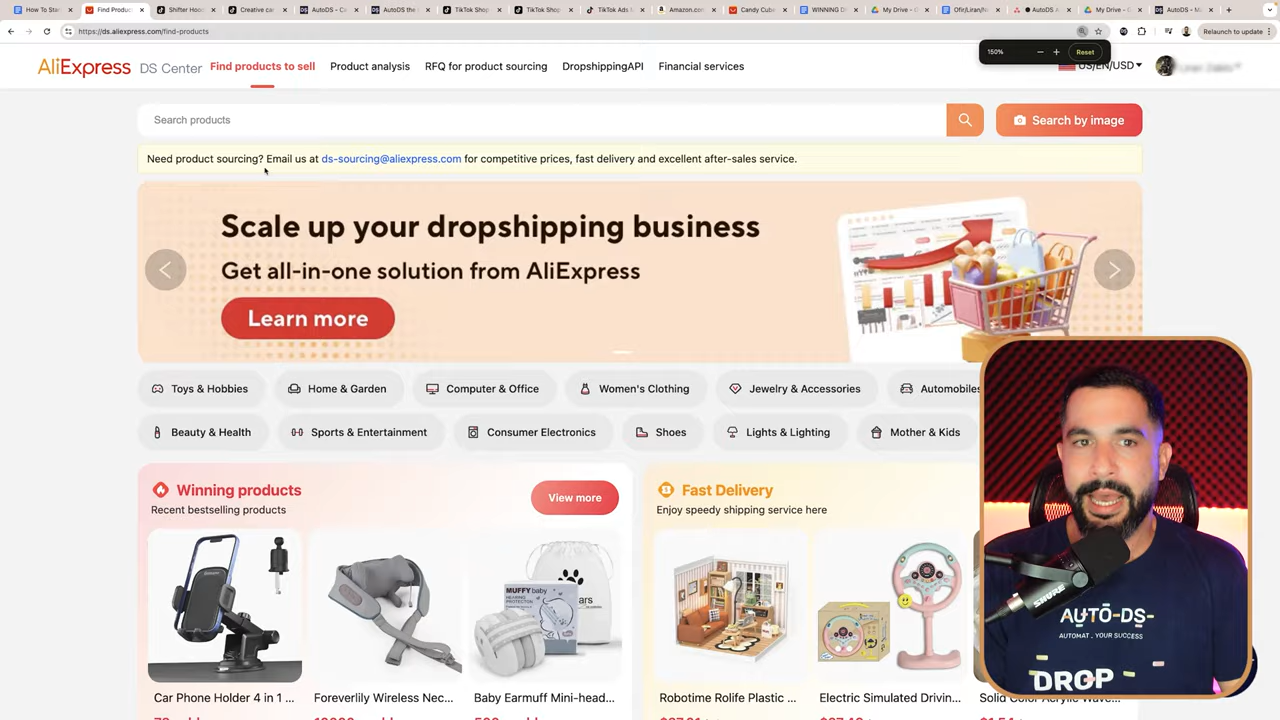 How To Sta
Find Produc
Shifter Hoo
Creative ca
AutoDS - C
AutoDS the
TikTok Shop
TikTok Shop
TikTok Ads
Amazon.co
Candy Cube
WINNING D
My Drive - G
Ofir/Liran/N
AutoDS A
My Drive - G
AutoDS - M
https://ds.aliexpress.com/find-products
Relaunch to update
150%
Reset
AliExpress DS Center
Find products to sell
RFQ for product sourcing
DropshippingAPI
Financial services
US/EN/USD
Search products
Search by image
Need product sourcing? Email us at ds-sourcing@aliexpress.com for competitive prices, fast delivery and excellent after-sales service.
Scale up your dropshipping business
Get all-in-one solution from AliExpress
Learn more
Toys & Hobbies
Home & Garden
Computer & Office
Women's Clothing
Jewelry & Accessories
Automobiles
Beauty & Health
Sports & Entertainment
Consumer Electronics
Shoes
Lights & Lighting
Mother & Kids
Winning products
Recent bestselling products
View more
Fast Delivery
Enjoy speedy shipping service here
MUFFY baby
HEARING
PROTECTION
Car Phone Holder 4 in 1 ...
Foreverlily Wireless Nec...
Baby Earmuff Mini-head...
Robotime Rolife Plastic ...
Electric Simulated Drivin...
Solid Color Acrylic Wave...
SHURE
AUTO-DS-
AUTOMAT YOUR SUCCESS
DROP